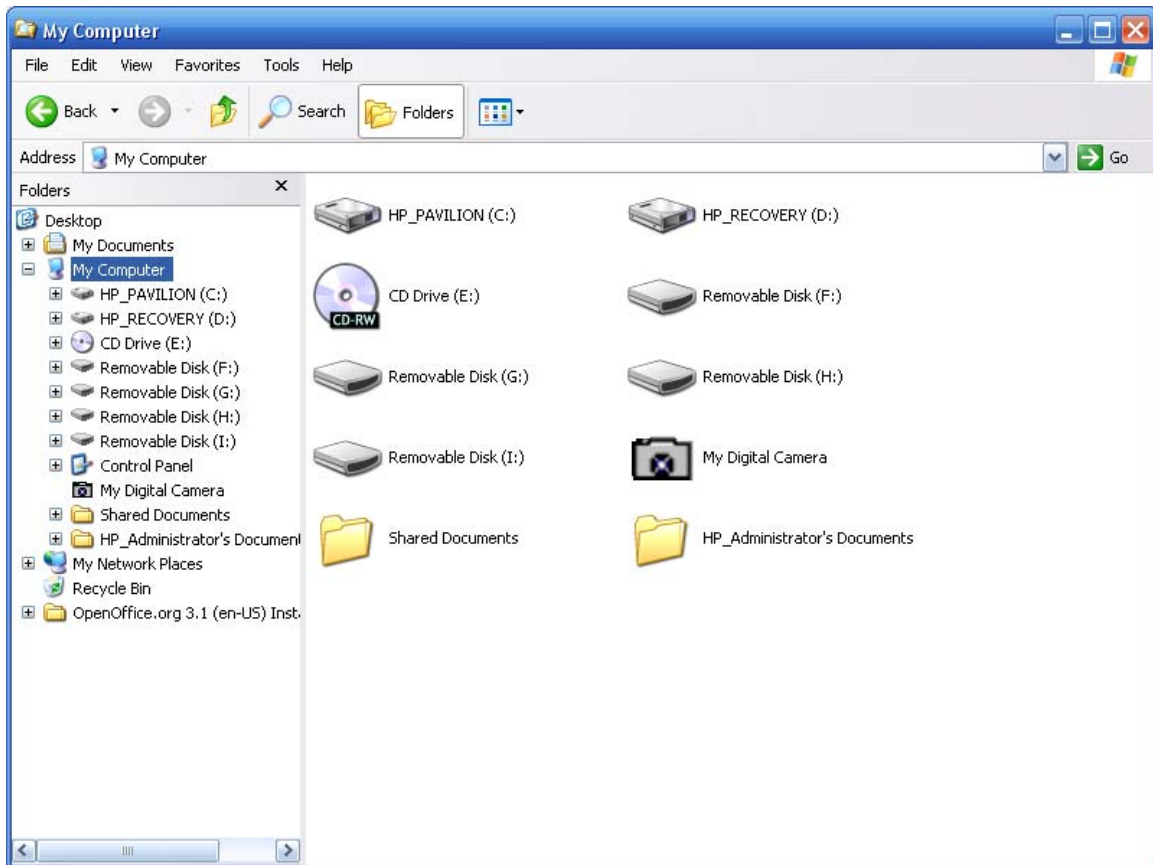 My Computer
File Edit View Favorites Tools Help
Back Search Folders
Address My Computer Go
Folders
Desktop
My Documents
My Computer
HP_PAVILION (C:)
HP_RECOVERY (D:)
CD Drive (E:)
Removable Disk (F:)
Removable Disk (G:)
Removable Disk (H:)
Removable Disk (I:)
Control Panel
My Digital Camera
Shared Documents
HP_Administrator's Document
My Network Places
Recycle Bin
OpenOffice.org 3.1 (en-US) Inst
HP_PAVILION (C:) HP_RECOVERY (D:)
CD-RW CD Drive (E:) Removable Disk (F:)
Removable Disk (G:) Removable Disk (H:)
Removable Disk (I:) My Digital Camera
Shared Documents HP_Administrator's Documents